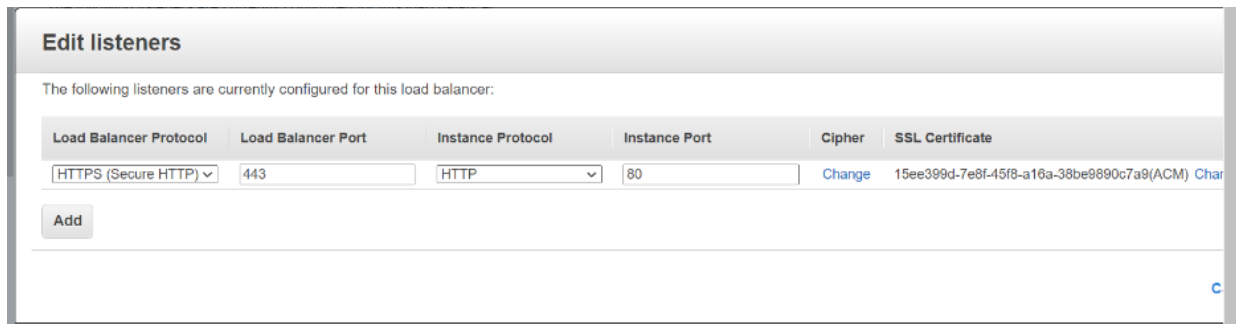 Edit listeners
The following listeners are currently configured for this load balancer:
Load Balancer Protocol Load Balancer Port Instance Protocol Instance Port Cipher SSL Certificate
HTTPS (Secure HTTP) 443 HTTP 80 Change 15ee399d-7e8f-45f8-a16a-38be9890c7a9(ACM) Char
Add
C